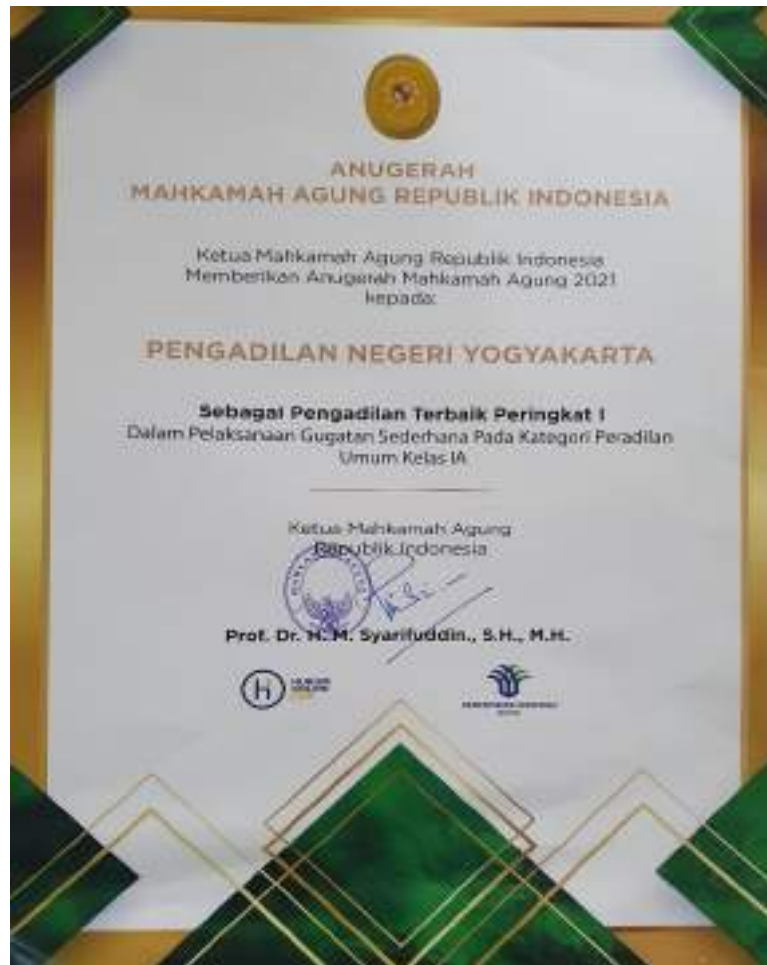 ANUGERAH
MAHKAMAH AGUNG REPUBLIK INDONESIA
Ketua Mahkamah Agung Republik Indonesia
Memberikan Anugerah Mahkamah Agung 2021
kepada:
PENGADILAN NEGERI YOGYAKARTA
Sebagai Pengadilan Terbaik Peringkat I
Dalam Pelaksanaan Gugatan Sederhana Pada Kategori Peradilan
Umum Kelas IA
Ketua Mahkamah Agung
Republik Indonesia
Prof. Dr. H. M. Syarifuddin., S.H., M.H.
H HUKUM
ONLINE